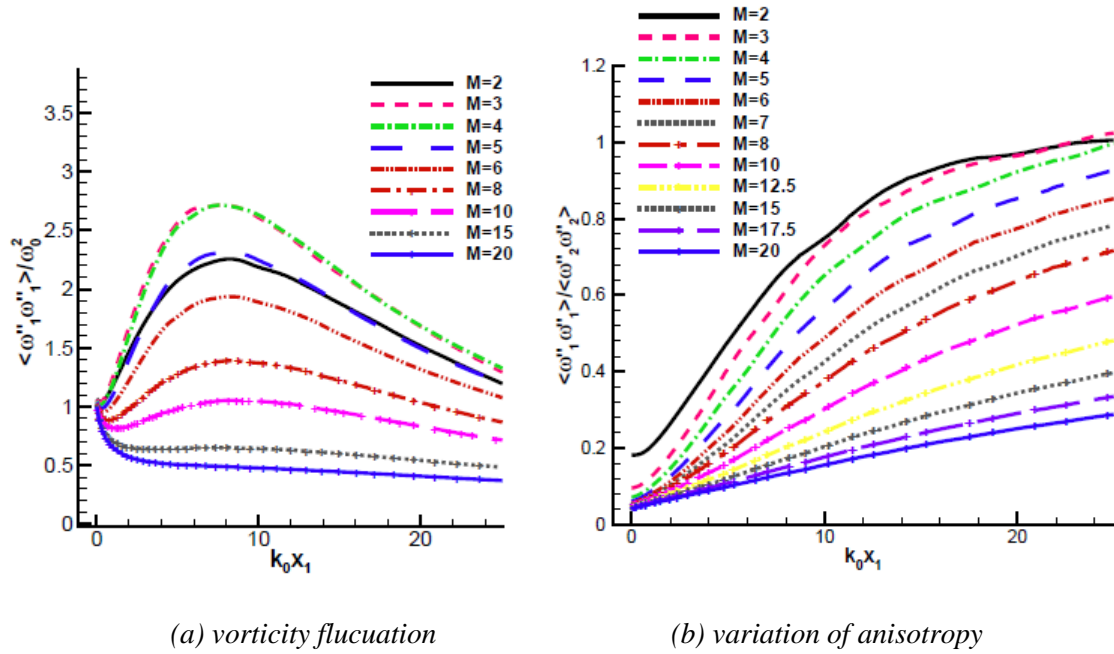 <ω"₁ω"₁>/ω₀²
3.5
3
2.5
2
1.5
1
0.5
0
0
10
20
k₀x₁
M=2
M=3
M=4
M=5
M=6
M=8
M=10
M=15
M=20
(a) vorticity flucuation
M=2
M=3
M=4
M=5
M=6
M=7
M=8
M=10
M=12.5
M=15
M=17.5
M=20
<ω"₁ω"₁>/<ω"₂ω"₂>
1.2
1
0.8
0.6
0.4
0.2
0
0
10
20
k₀x₁
(b) variation of anisotropy